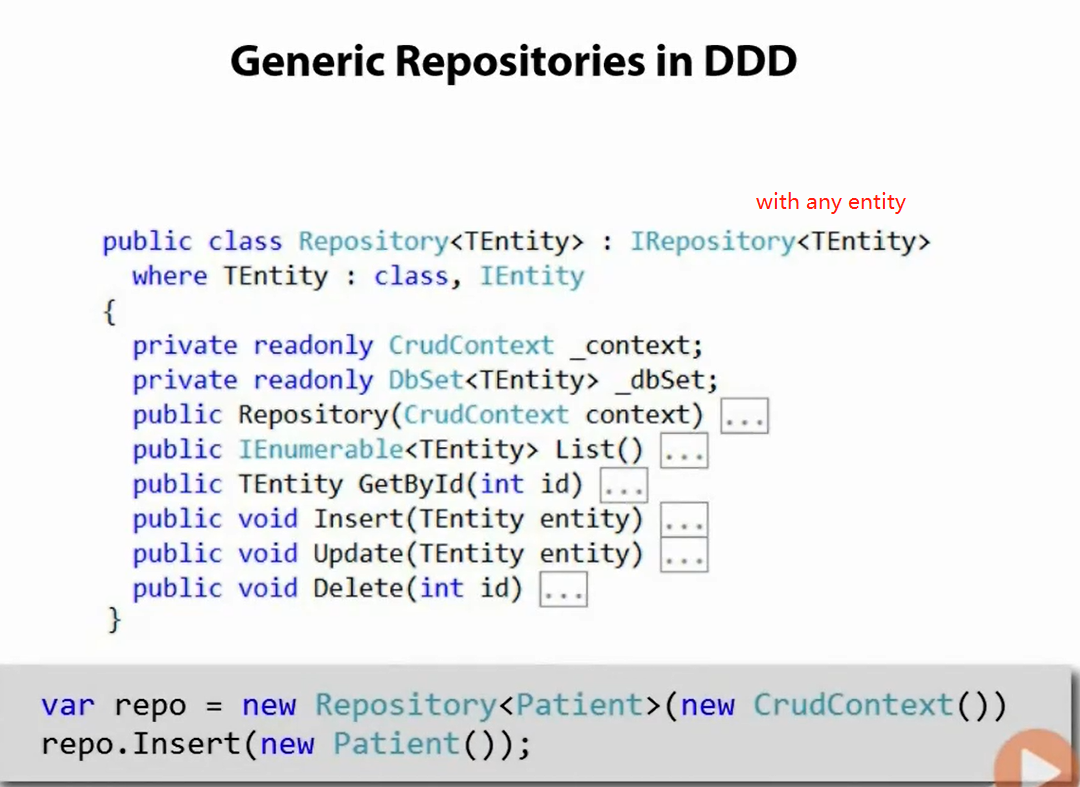 Generic Repositories in DDD
with any entity
public class Repository<TEntity> : IRepository<TEntity>
where TEntity : class, IEntity
{
private readonly CrudContext _context;
private readonly DbSet<TEntity> _dbSet;
public Repository(CrudContext context) ...
public IEnumerable<TEntity> List() ...
public TEntity GetById(int id) ...
public void Insert(TEntity entity) ...
public void Update(TEntity entity) ...
public void Delete(int id) ...
}
var repo = new Repository<Patient>(new CrudContext())
repo.Insert(new Patient());